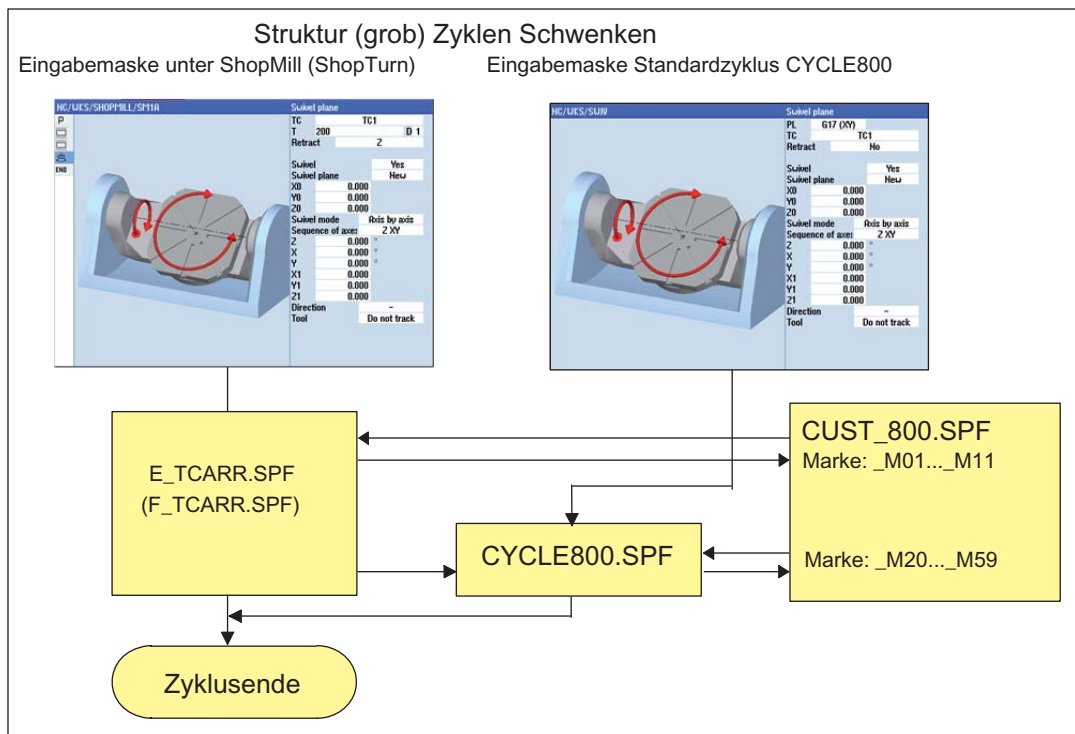 Struktur (grob) Zyklen Schwenken
Eingabemaske unter ShopMill (ShopTurn)
Eingabemaske Standardzyklus CYCLE800
NC/WKS/SHOPMILL/SM1A
P
END
Swivel plane
TC TC1
T 200 D 1
Retract Z
Swivel Yes
Swivel plane New
X0 0.000
Y0 0.000
Z0 0.000
Swivel mode Axis by axis
Sequence of axes Z XY
Z 0.000 °
X 0.000 °
Y 0.000 °
X1 0.000
Y1 0.000
Z1 0.000
Direction -
Tool Do not track
NC/WKS/SWIV
Swivel plane
PL G17 (XY)
TC TC1
Retract No
Swivel Yes
Swivel plane New
X0 0.000
Y0 0.000
Z0 0.000
Swivel mode Axis by axis
Sequence of axes Z XY
Z 0.000 °
X 0.000 °
Y 0.000 °
X1 0.000
Y1 0.000
Z1 0.000
Direction -
Tool Do not track
E_TCARR.SPF
(F_TCARR.SPF)
CUST_800.SPF
Marke: _M01..._M11
CYCLE800.SPF
Marke: _M20..._M59
Zyklusende